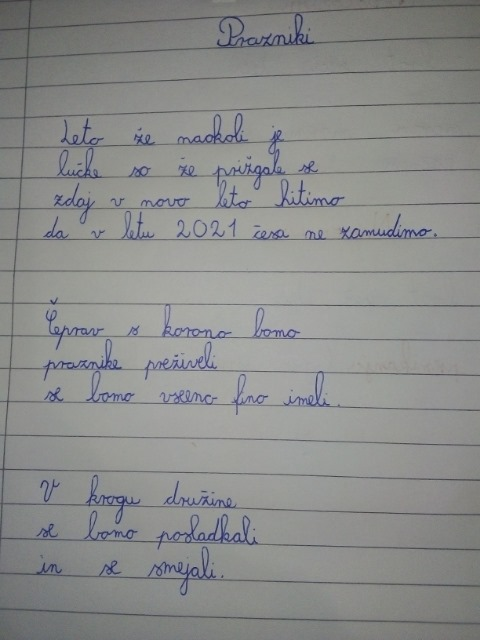 Prazniki
Leto že naokoli je
lučke so že prižgale se
zdaj v novo leto hitimo
da v letu 2021 česa ne zamudimo.
Čeprav s korono bomo
praznike preživeli
se bomo vseeno fino imeli.
V krogu družine
se bomo posladkali
in se smejali.